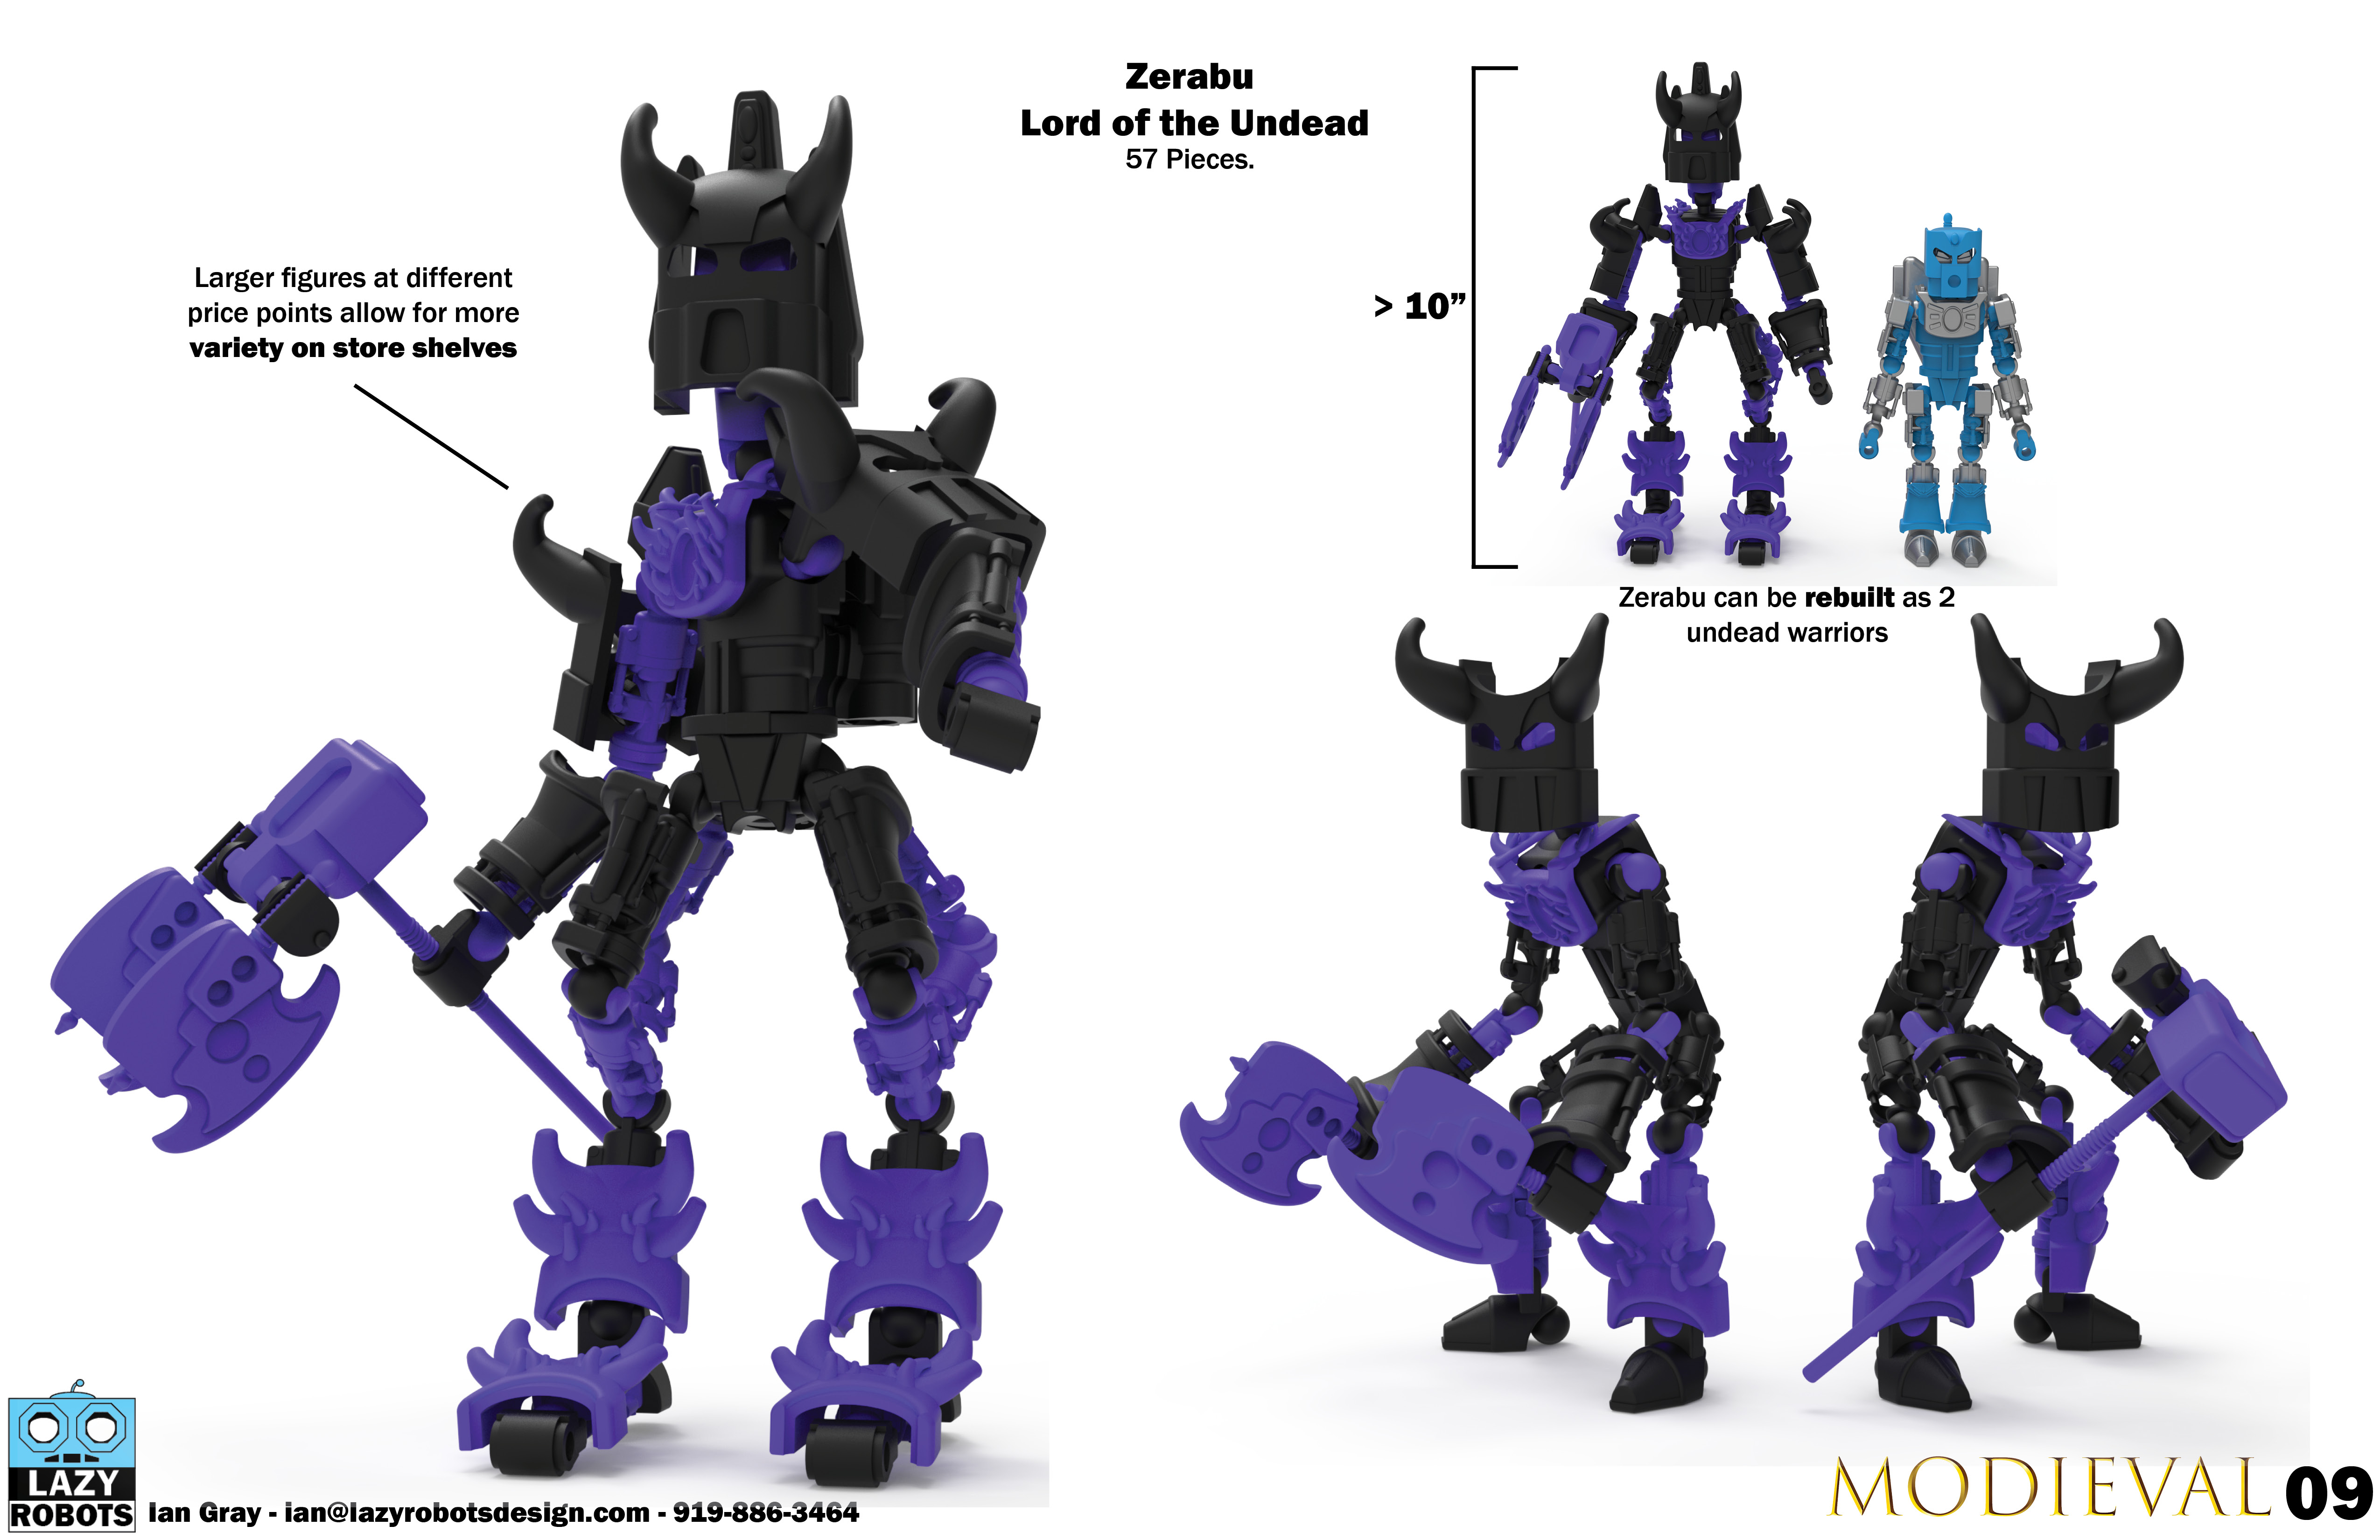 Zerabu
Lord of the Undead
57 Pieces.
Larger figures at different
price points allow for more
variety on store shelves
> 10”
Zerabu can be rebuilt as 2
undead warriors
LAZY
ROBOTS
Ian Gray - ian@lazyrobotsdesign.com - 919-886-3464
MODIEVAL 09